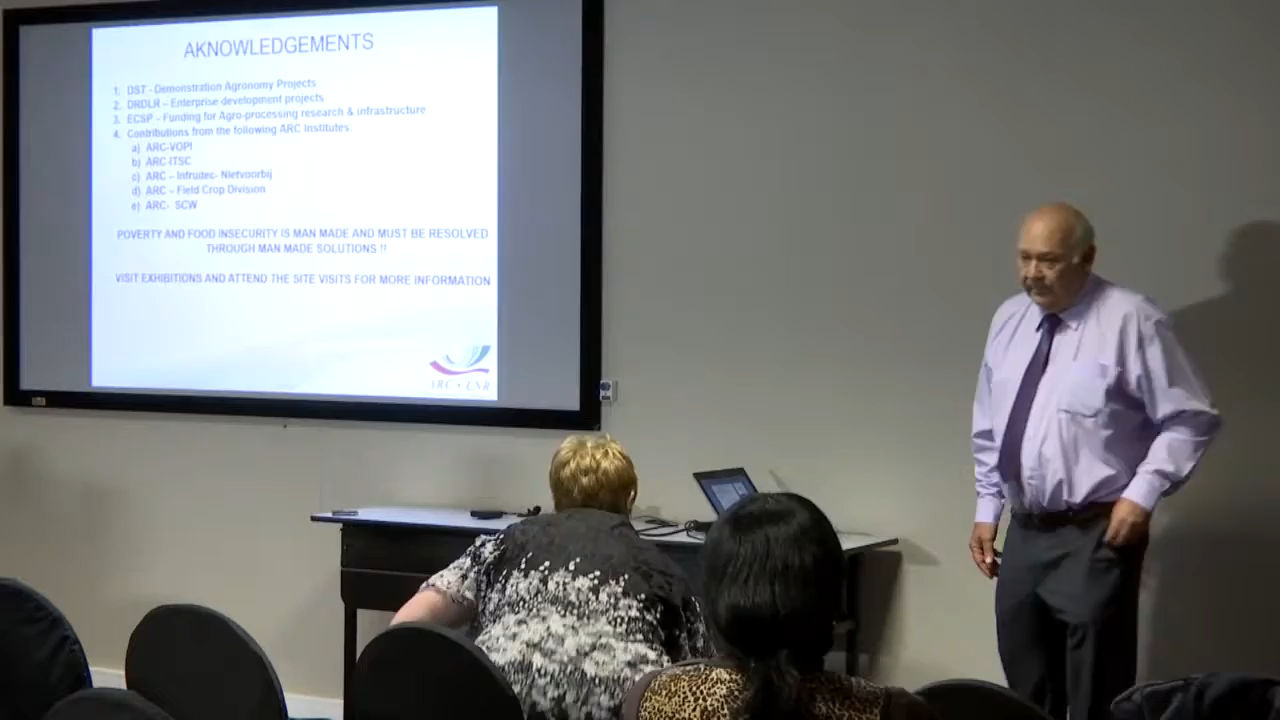 AKNOWLEDGEMENTS
1. DST - Demonstration Agronomy Projects
2. DRDLR – Enterprise development projects
3. ECSP – Funding for Agro-processing research & infrastructure
4. Contributions from the following ARC Institutes
a) ARC-VOPI
b) ARC-ITSC
c) ARC – Infrutec- Nietvoorbij
d) ARC – Field Crop Division
e) ARC- SCW
POVERTY AND FOOD INSECURITY IS MAN MADE AND MUST BE RESOLVED
THROUGH MAN MADE SOLUTIONS !!
VISIT EXHIBITIONS AND ATTEND THE SITE VISITS FOR MORE INFORMATION
ARC • LNR